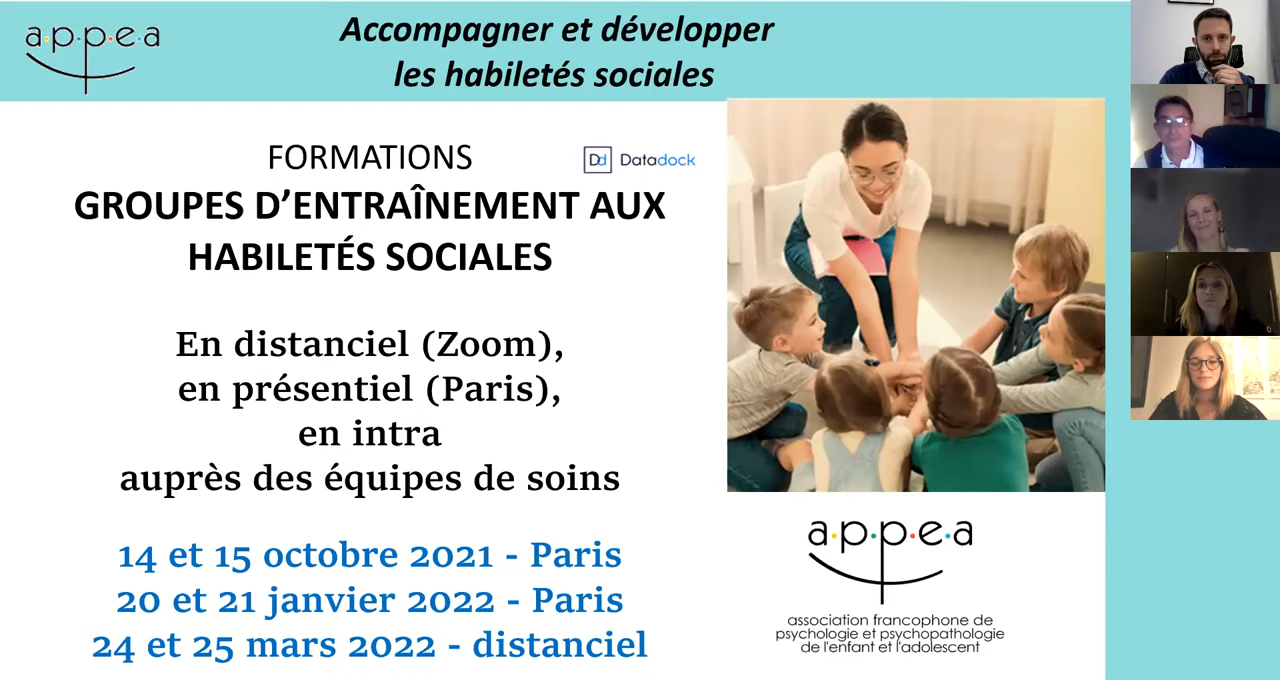 a·p·p·e·a
Accompagner et développer
les habiletés sociales
FORMATIONS
Dd Datadock
GROUPES D’ENTRAÎNEMENT AUX
HABILETÉS SOCIALES
En distanciel (Zoom),
en présentiel (Paris),
en intra
auprès des équipes de soins
14 et 15 octobre 2021 - Paris
20 et 21 janvier 2022 - Paris
24 et 25 mars 2022 - distanciel
a·p·p·e·a
association francophone de
psychologie et psychopathologie
de l'enfant et l'adolescent